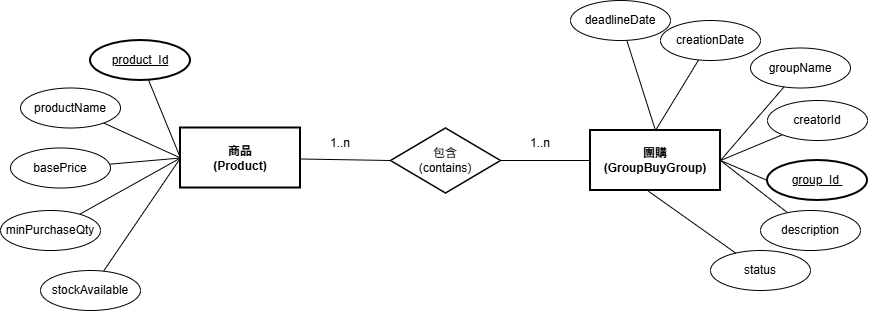 deadlineDate
creationDate
product_Id
groupName
productName
creatorId
1..n
1..n
商品
(Product)
包含
(contains)
團購
(GroupBuyGroup)
basePrice
group_Id
minPurchaseQty
description
status
stockAvailable